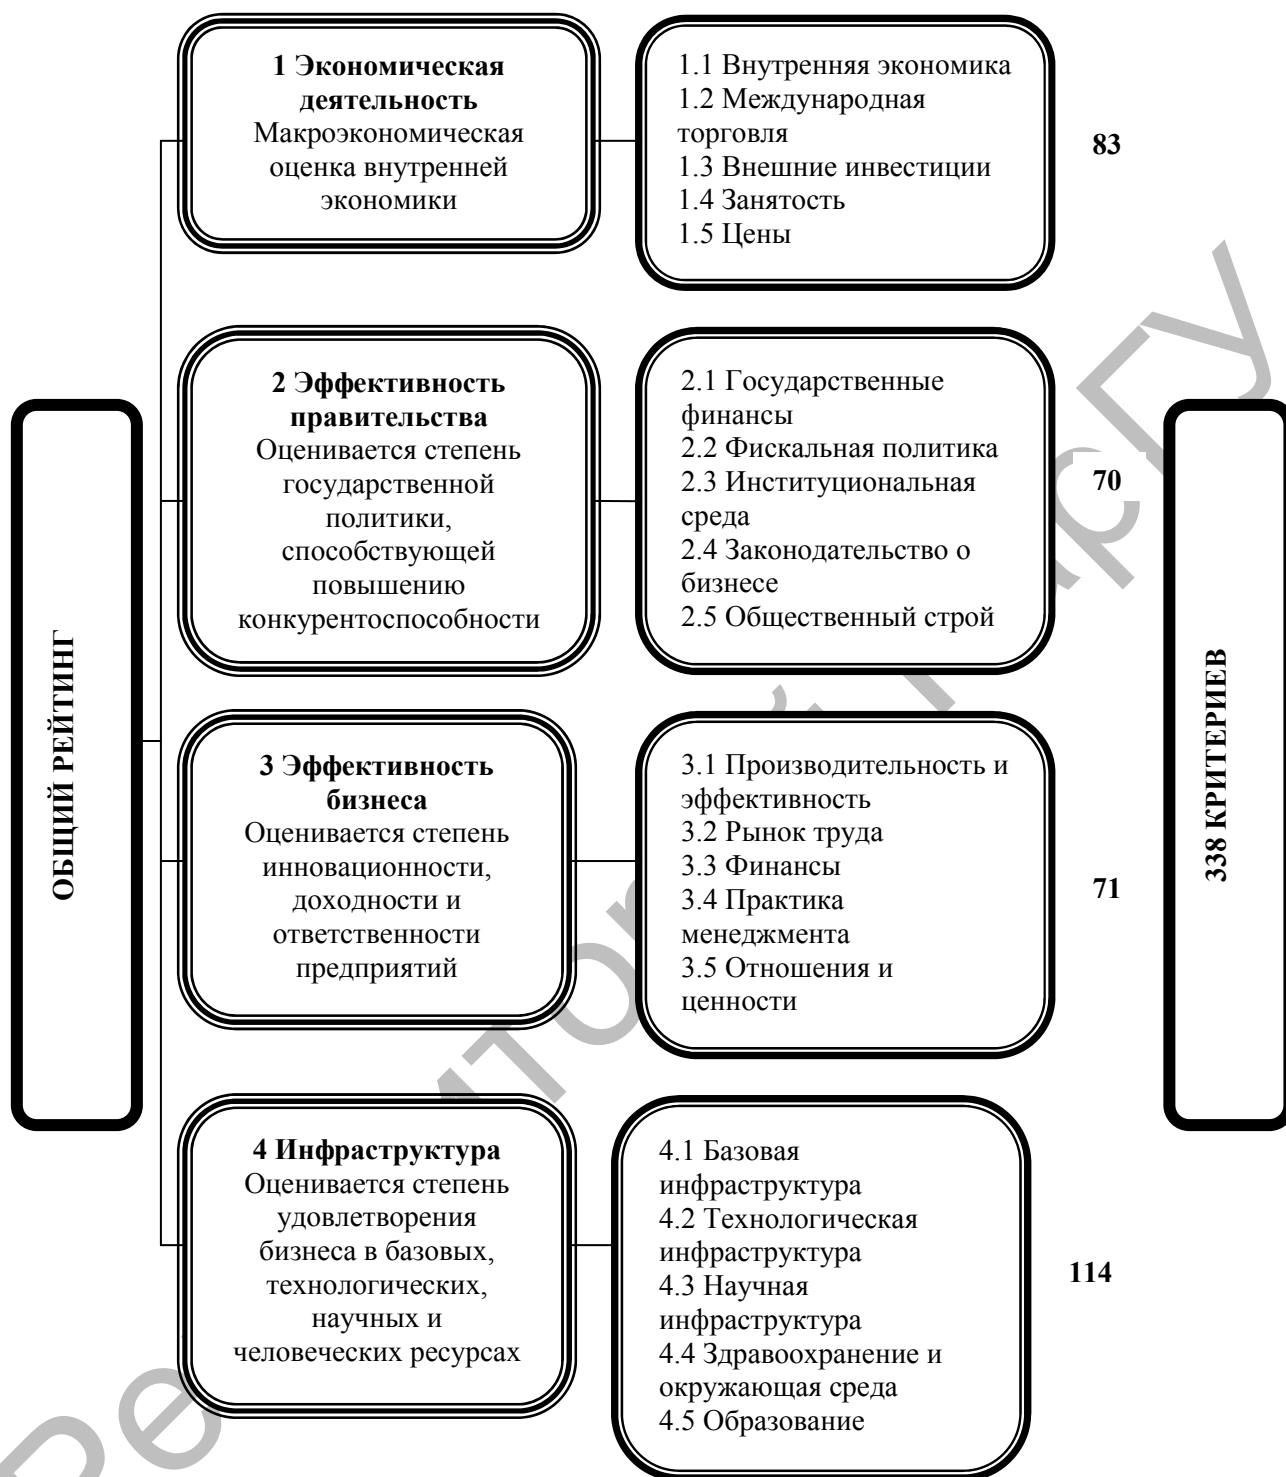 ОБЩИЙ РЕЙТИНГ
1 Экономическая
деятельность
Макроэкономическая
оценка внутренней
экономики
1.1 Внутренняя экономика
1.2 Международная
торговля
1.3 Внешние инвестиции
1.4 Занятость
1.5 Цены
83
2 Эффективность
правительства
Оценивается степень
государственной
политики,
способствующей
повышению
конкурентоспособности
2.1 Государственные
финансы
2.2 Фискальная политика
2.3 Институциональная
среда
2.4 Законодательство о
бизнесе
2.5 Общественный строй
70
3 Эффективность
бизнеса
Оценивается степень
инновационности,
доходности и
ответственности
предприятий
3.1 Производительность и
эффективность
3.2 Рынок труда
3.3 Финансы
3.4 Практика
менеджмента
3.5 Отношения и
ценности
71
4 Инфраструктура
Оценивается степень
удовлетворения
бизнеса в базовых,
технологических,
научных и
человеческих ресурсах
4.1 Базовая
инфраструктура
4.2 Технологическая
инфраструктура
4.3 Научная
инфраструктура
4.4 Здравоохранение и
окружающая среда
4.5 Образование
114
338 КРИТЕРИЕВ